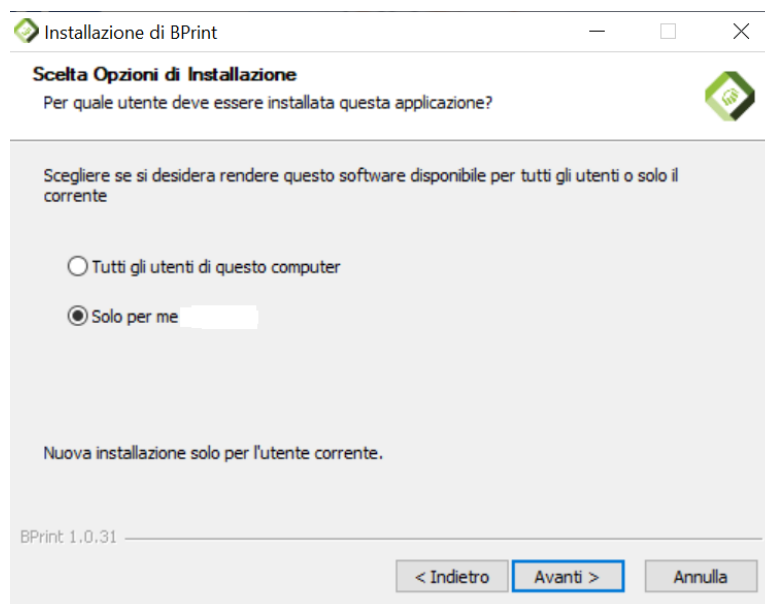 Installazione di BPrint
Scelta Opzioni di Installazione
Per quale utente deve essere installata questa applicazione?
Scegliere se si desidera rendere questo software disponibile per tutti gli utenti o solo il
corrente
Tutti gli utenti di questo computer
Solo per me
Nuova installazione solo per l'utente corrente.
BPrint 1.0.31
< Indietro
Avanti >
Annulla